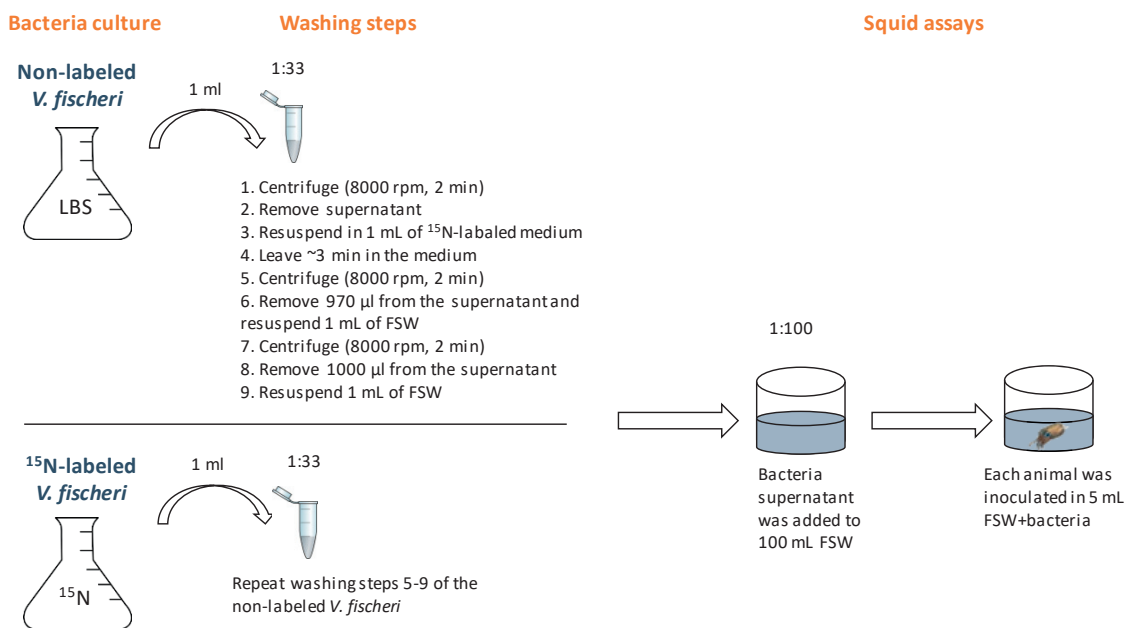 Bacteria culture
Washing steps
Squid assays
Non-labeled
V. fischeri
1 ml
1:33
LBS
1. Centrifuge (8000 rpm, 2 min)
2. Remove supernatant
3. Resuspend in 1 mL of ¹⁵N-labaled medium
4. Leave ~3 min in the medium
5. Centrifuge (8000 rpm, 2 min)
6. Remove 970 µl from the supernatant and
resuspend 1 mL of FSW
7. Centrifuge (8000 rpm, 2 min)
8. Remove 1000 µl from the supernatant
9. Resuspend 1 mL of FSW
¹⁵N-labeled
V. fischeri
1 ml
1:33
¹⁵N
Repeat washing steps 5-9 of the
non-labeled V. fischeri
1:100
Bacteria
supernatant
was added to
100 mL FSW
Each animal was
inoculated in 5 mL
FSW+bacteria